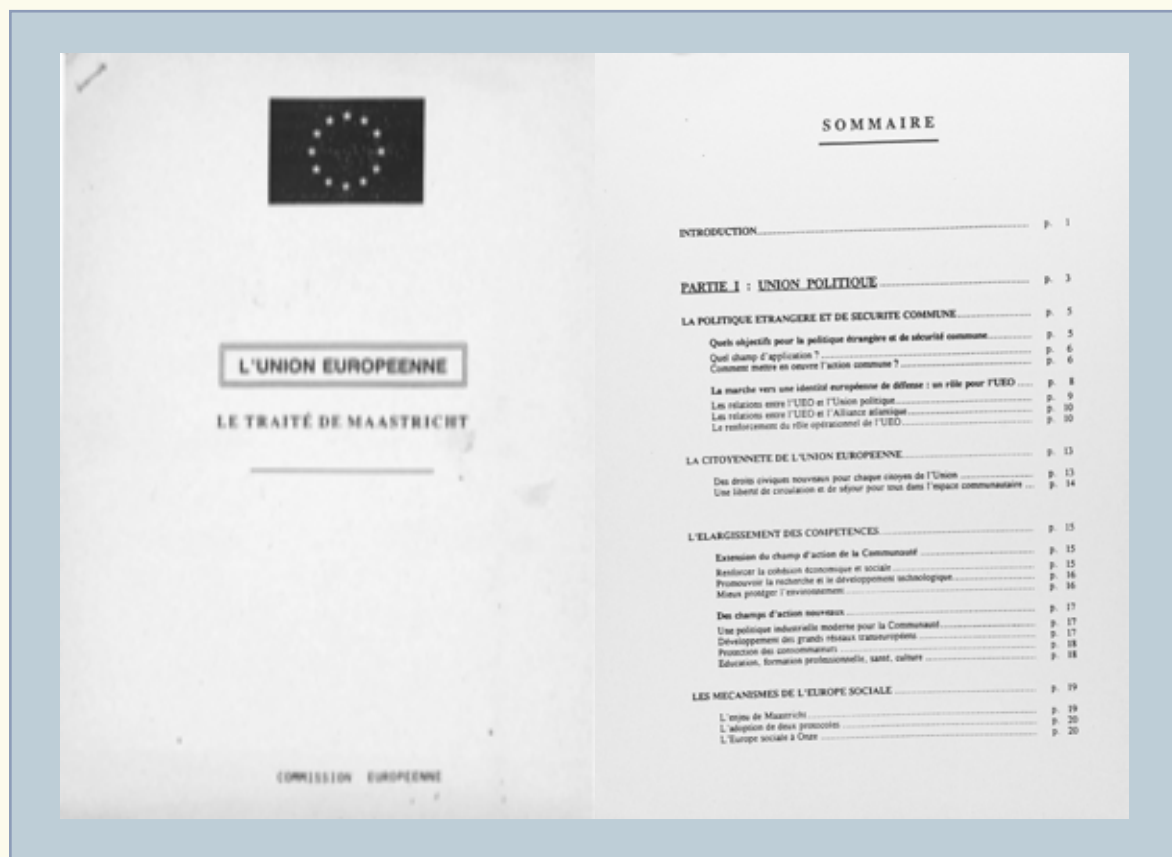 L'UNION EUROPEENNE
LE TRAITÉ DE MAASTRICHT
COMMISSION EUROPEENNE
SOMMAIRE
INTRODUCTION p. 1
PARTIE I : UNION POLITIQUE p. 3
LA POLITIQUE ETRANGERE ET DE SECURITE COMMUNE p. 5
Quels objectifs pour la politique étrangère et de sécurité commune p. 5
Quel champ d'application ? p. 6
Comment mettre en oeuvre l'action commune ? p. 6
La marche vers une identité européenne de défense : un rôle pour l'UEO p. 8
Les relations entre l'UEO et l'Union politique p. 9
Les relations entre l'UEO et l'Alliance atlantique p. 10
Le renforcement du rôle opérationnel de l'UEO p. 10
LA CITOYENNETE DE L'UNION EUROPEENNE p. 13
Des droits civiques nouveaux pour chaque citoyen de l'Union p. 13
Une liberté de circulation et de séjour pour tous dans l'espace communautaire p. 14
L'ELARGISSEMENT DES COMPETENCES p. 15
Extension du champ d'action de la Communauté p. 15
Renforcer la cohésion économique et sociale p. 15
Promouvoir la recherche et le développement technologique p. 16
Mieux protéger l'environnement p. 16
Des champs d'action nouveaux p. 17
Une politique industrielle moderne pour la Communauté p. 17
Développement des grands réseaux transeuropéens p. 17
Protection des consommateurs p. 18
Education, formation professionnelle, santé, culture p. 18
LES MECANISMES DE L'EUROPE SOCIALE p. 19
L'enjeu de Maastricht p. 19
L'adoption de deux protocoles p. 20
L'Europe sociale à Onze p. 20